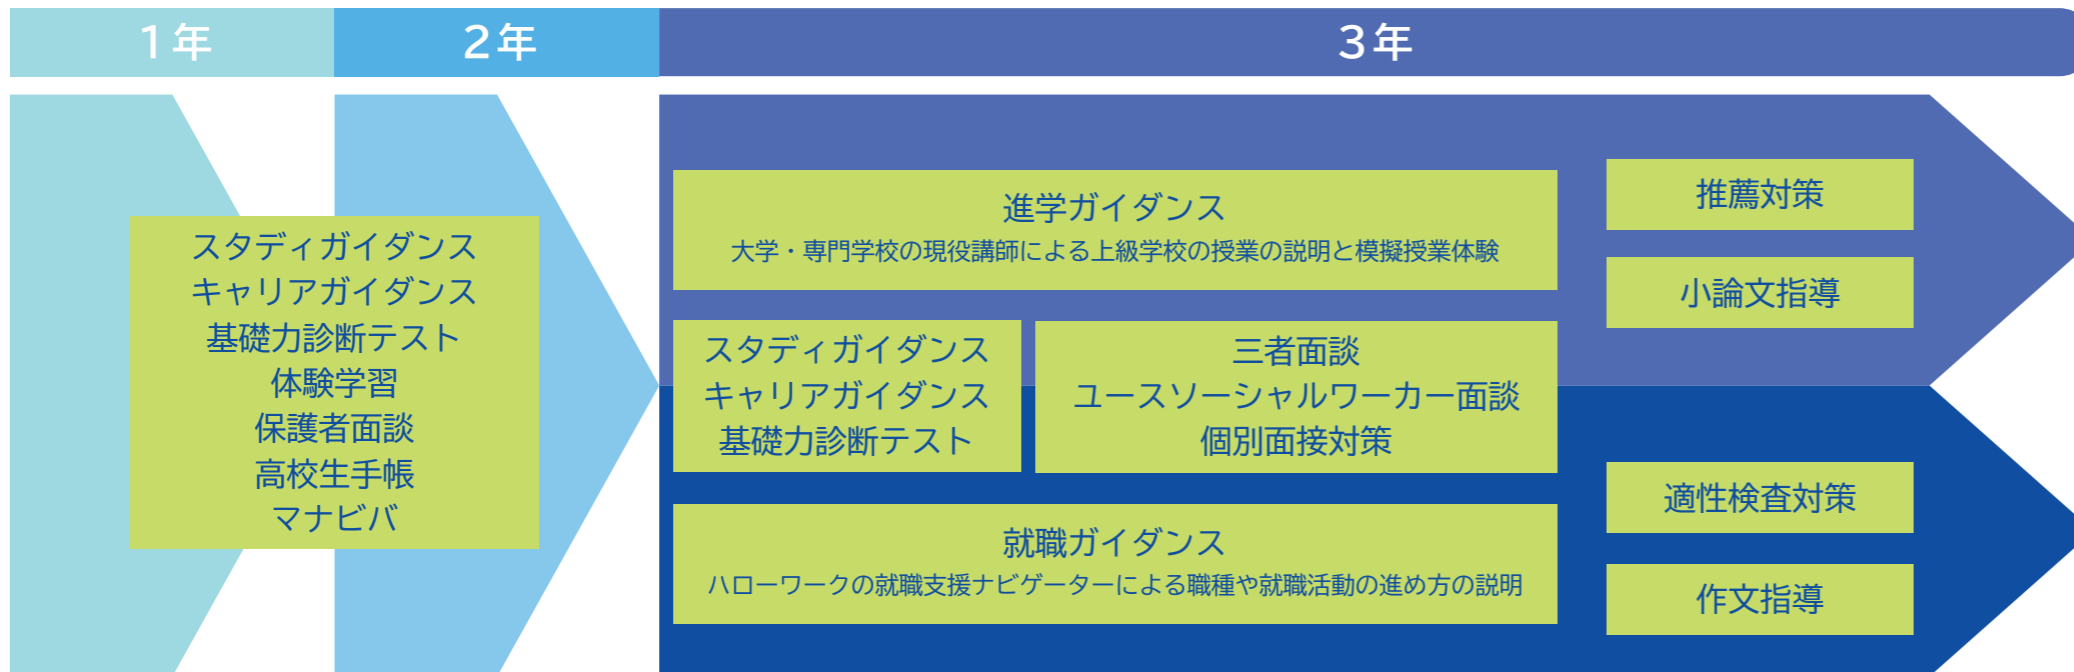 1年
2年
3年
スタディガイダンス
キャリアガイダンス
基礎力診断テスト
体験学習
保護者面談
高校生手帳
マナビバ
進学ガイダンス
大学・専門学校の現役講師による上級学校の授業の説明と模擬授業体験
スタディガイダンス
キャリアガイダンス
基礎力診断テスト
三者面談
ユースソーシャルワーカー面談
個別面接対策
就職ガイダンス
ハローワークの就職支援ナビゲーターによる職種や就職活動の進め方の説明
推薦対策
小論文指導
適性検査対策
作文指導